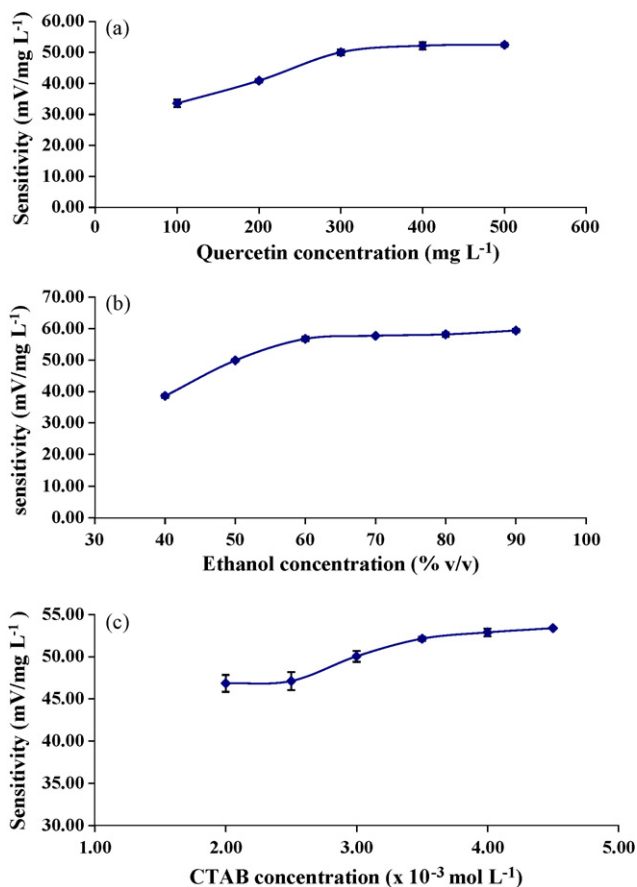 (a)
Sensitivity (mV/mg L-1)
60.00
50.00
40.00
30.00
20.00
10.00
0.00
0 100 200 300 400 500 600
Quercetin concentration (mg L-1)
(b)
sensitivity (mV/mg L-1)
70.00
60.00
50.00
40.00
30.00
20.00
10.00
0.00
30 40 50 60 70 80 90 100
Ethanol concentration (% v/v)
(c)
Sensitivity (mV/mg L-1)
55.00
50.00
45.00
40.00
35.00
30.00
1.00 2.00 3.00 4.00 5.00
CTAB concentration (x 10-3 mol L-1)